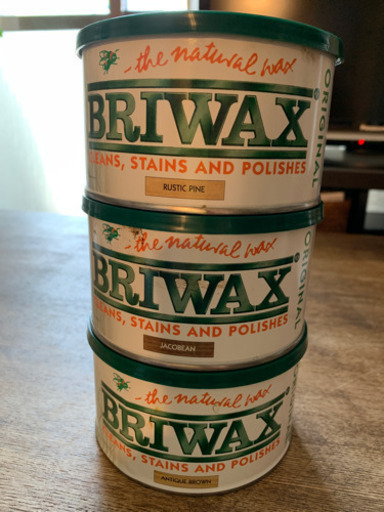 the natural wax
BRIWAX
CLEANS, STAINS AND POLISHES
ORIGINAL
RUSTIC PINE
the natural wax
BRIWAX
CLEANS, STAINS AND POLISHES
ORIGINAL
JACOBEAN
the natural wax
BRIWAX
CLEANS, STAINS AND POLISHES
ANTIQUE BROWN